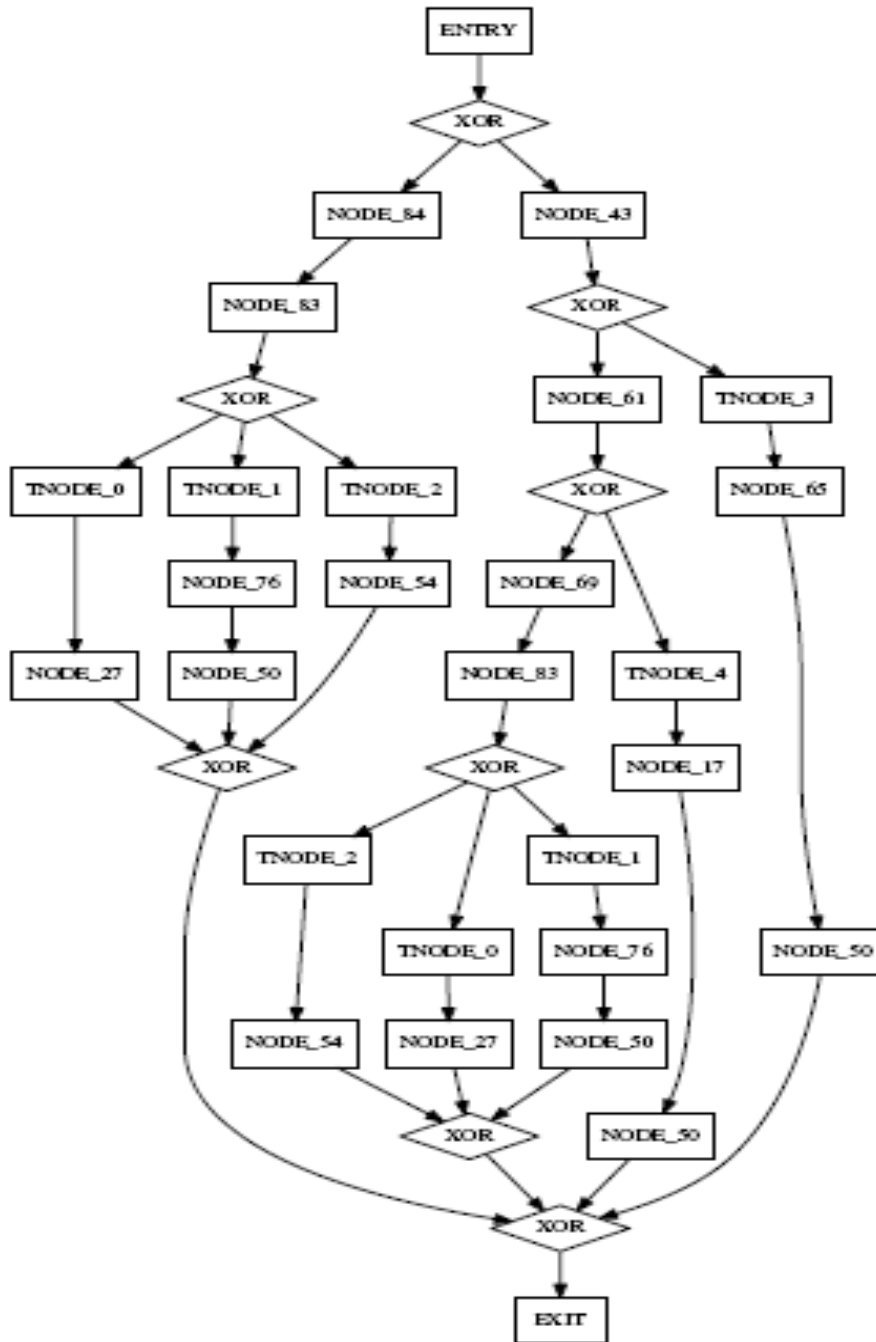 ENTRY
XOR
NODE_84
NODE_43
NODE_83
XOR
XOR
NODE_61
TNODE_3
TNODE_0
TNODE_1
TNODE_2
XOR
NODE_65
NODE_76
NODE_54
NODE_69
NODE_27
NODE_50
NODE_83
TNODE_4
XOR
XOR
NODE_17
TNODE_2
TNODE_1
TNODE_0
NODE_76
NODE_50
NODE_54
NODE_27
NODE_50
XOR
NODE_50
XOR
EXIT